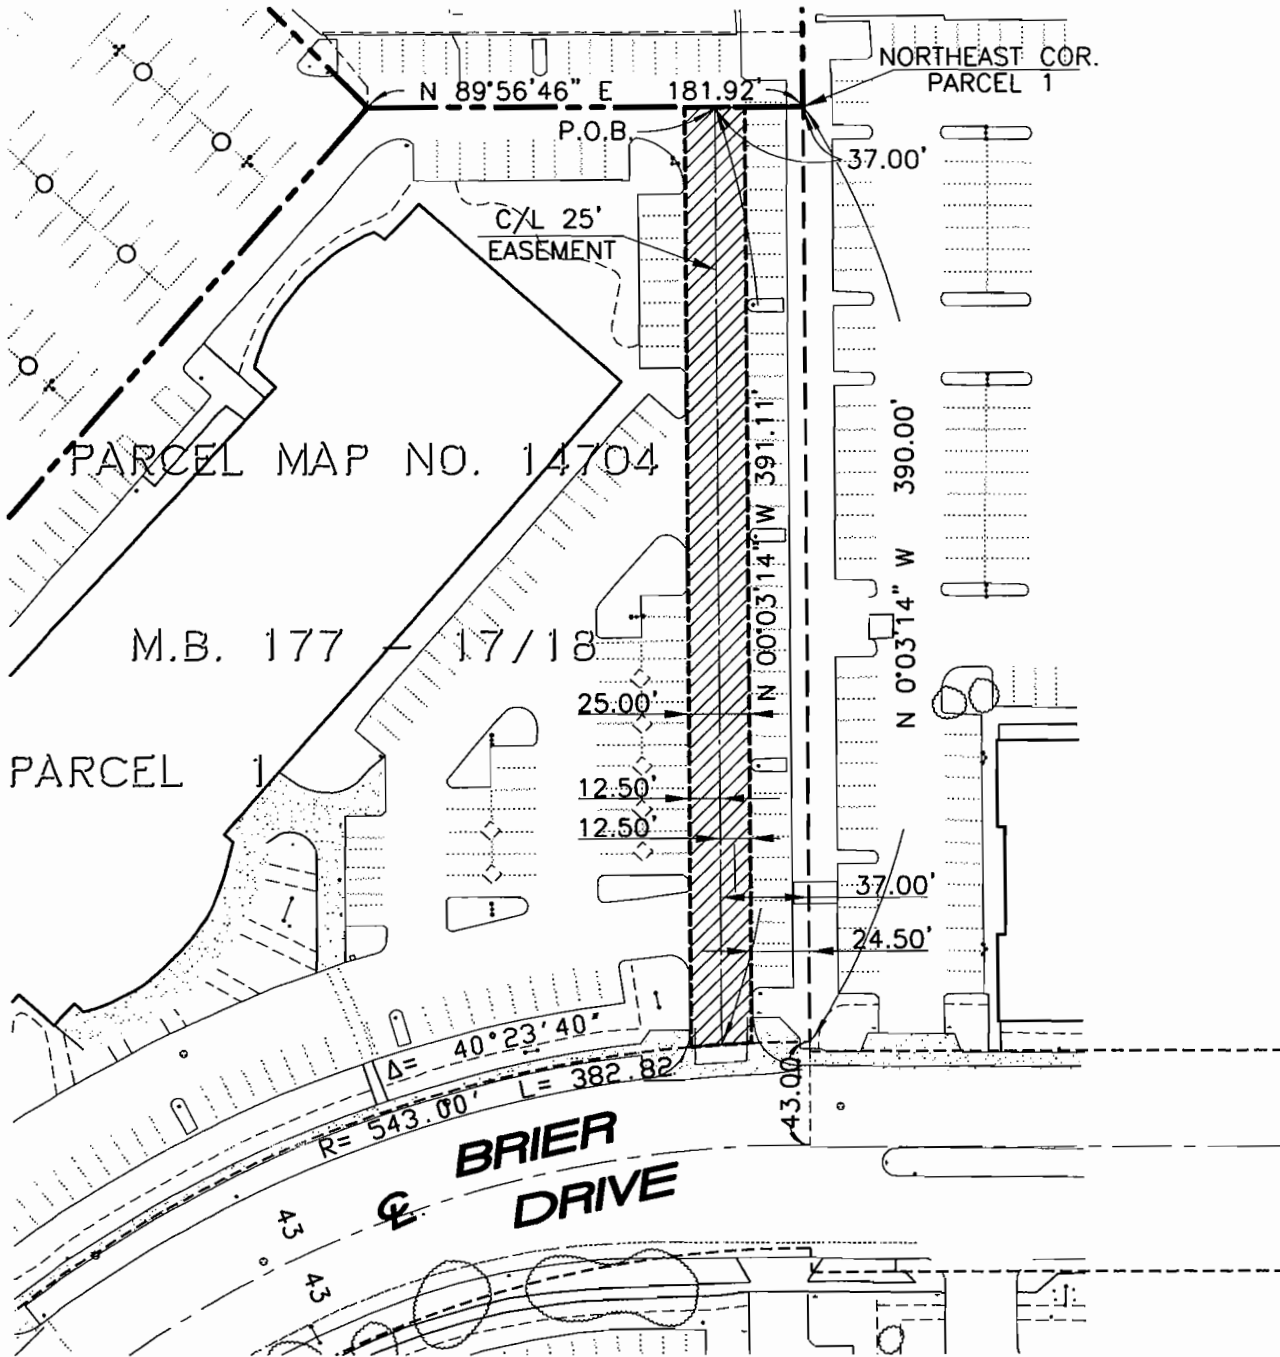 NORTHEAST COR.
PARCEL 1
N 89°56'46" E 181.92'
P.O.B.
37.00'
C/L 25'
EASEMENT
N 00°03'14" W 391.11'
N 0°03'14" W 390.00'
PARCEL MAP NO. 14704
M.B. 177 - 17/18
PARCEL 1
25.00'
12.50'
12.50'
37.00'
24.50'
Δ= 40°23'40"
R= 543.00' L= 382.82
43.00'
BRIER
DRIVE
℄
43
43